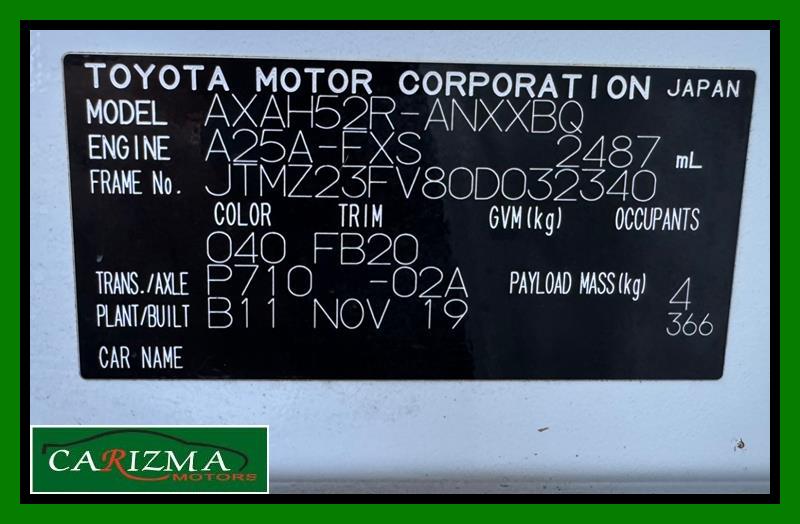 TOYOTA MOTOR CORPORATION JAPAN
MODEL AXAH52R-ANXXBQ
ENGINE A25A-FXS 2487 mL
FRAME No. JTMZ23FV80D032340
COLOR TRIM GVM(kg) OCCUPANTS
040 FB20
TRANS./AXLE P710 -02A PAYLOAD MASS(kg) 4
PLANT/BUILT B11 NOV 19 366
CAR NAME
CARIZMA
MOTORS